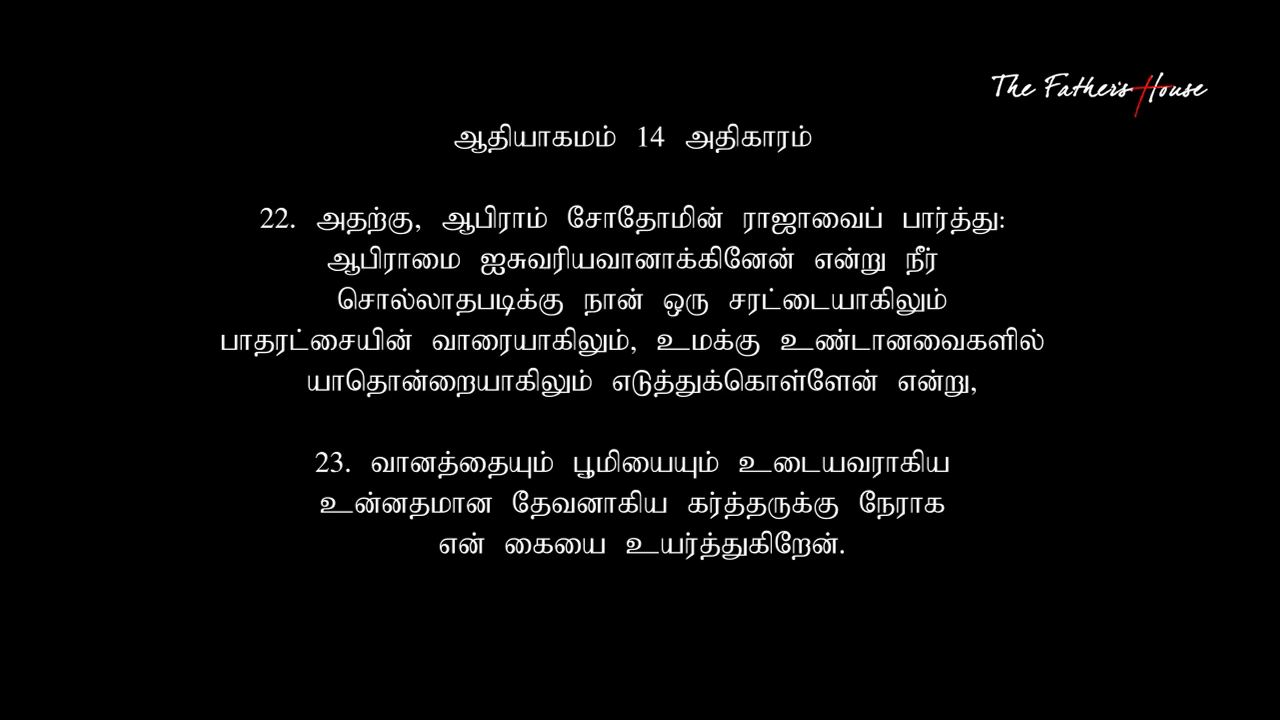 The Father's House
ஆதியாகமம் 14 அதிகாரம்
22. அதற்கு, ஆபிராம் சோதோமின் ராஜாவைப் பார்த்து:
ஆபிராமை ஐசுவரியவானாக்கினேன் என்று நீர்
சொல்லாதபடிக்கு நான் ஒரு சரட்டையாகிலும்
பாதரட்சையின் வாரையாகிலும், உமக்கு உண்டானவைகளில்
யாதொன்றையாகிலும் எடுத்துக்கொள்ளேன் என்று,
23. வானத்தையும் பூமியையும் உடையவராகிய
உன்னதமான தேவனாகிய கர்த்தருக்கு நேராக
என் கையை உயர்த்துகிறேன்.